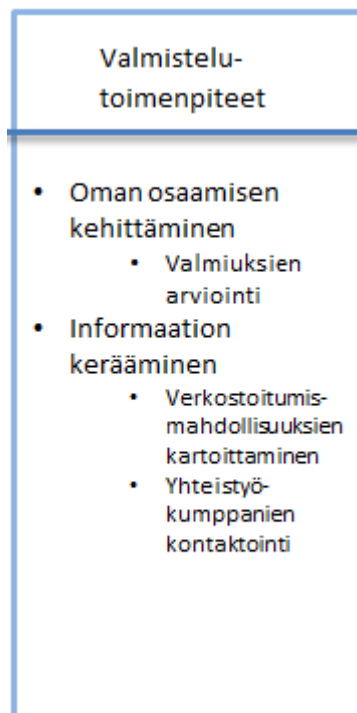 Valmistelu-
toimenpiteet
• Oman osaamisen
kehittäminen
• Valmiuksien
arviointi
• Informaation
kerääminen
• Verkostoitumis-
mahdollisuuksien
kartoittaminen
• Yhteistyö-
kumppanien
kontaktointi